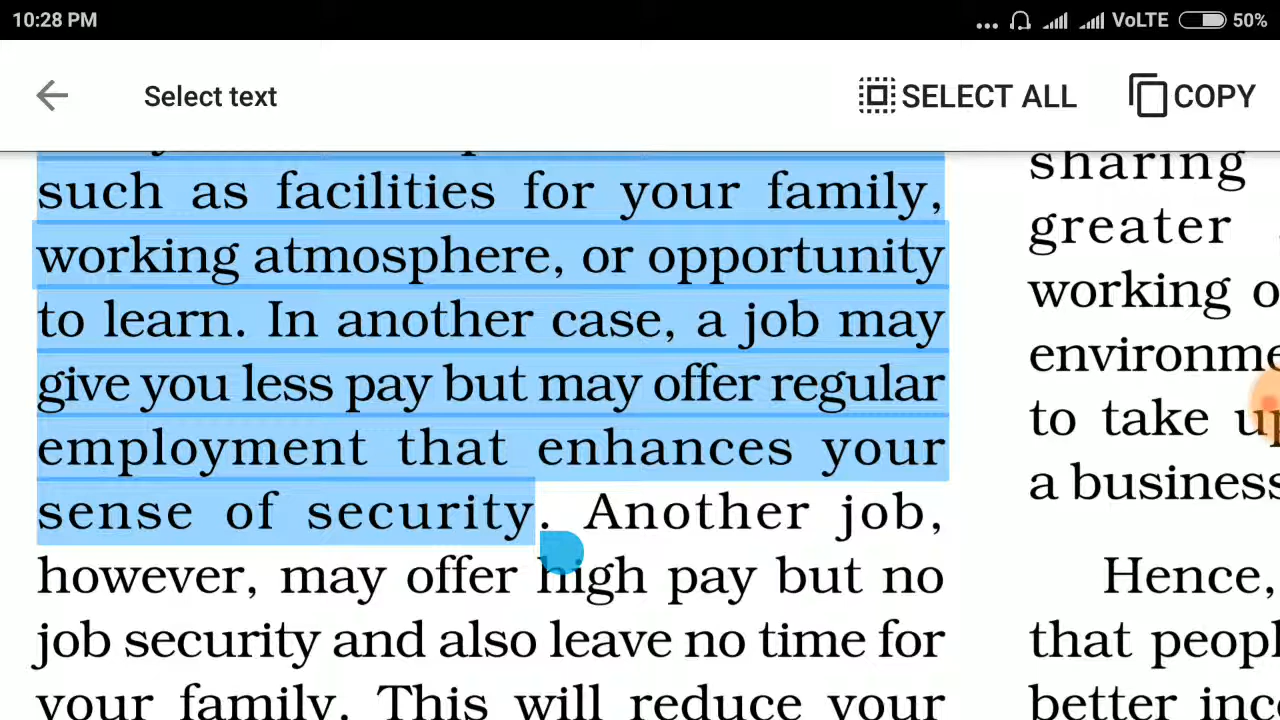 10:28 PM
VoLTE 50%
Select text
SELECT ALL
COPY
such as facilities for your family,
working atmosphere, or opportunity
to learn. In another case, a job may
give you less pay but may offer regular
employment that enhances your
sense of security. Another job,
however, may offer high pay but no
job security and also leave no time for
your family. This will reduce your
sharing
greater
working o
environme
to take up
a business
Hence,
that peopl
better inco